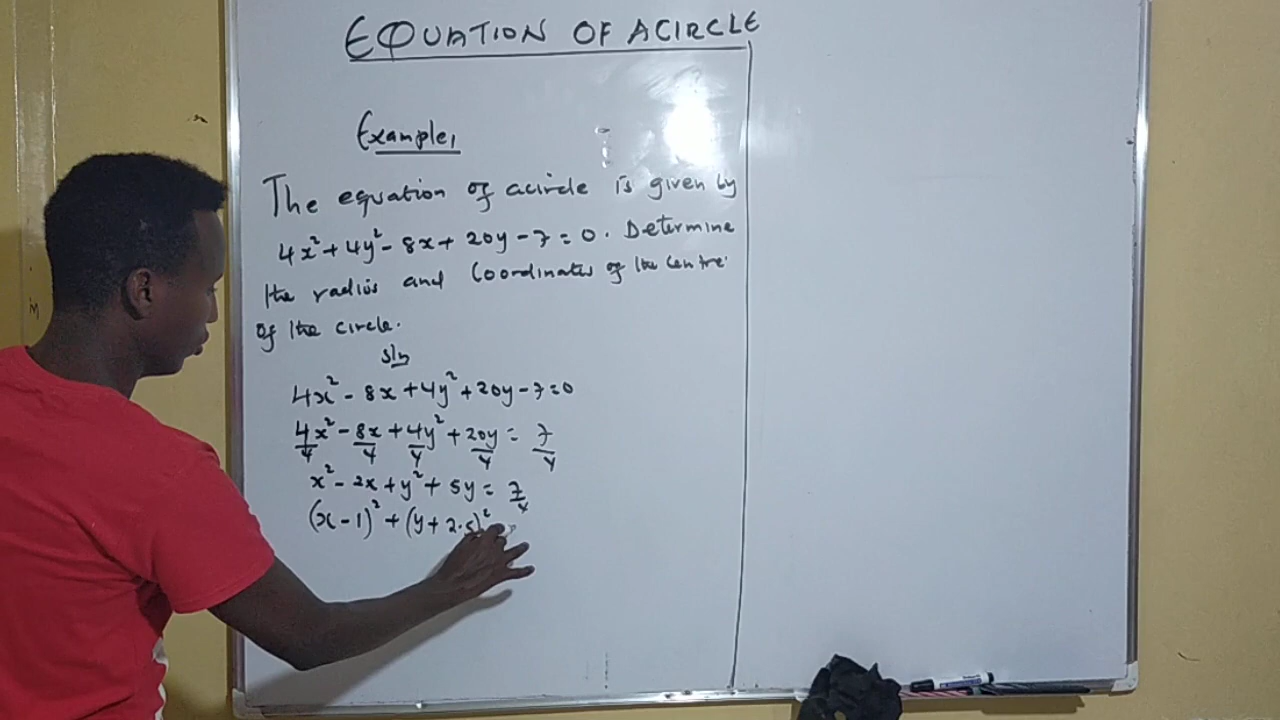 EQUATION OF A CIRCLE
Example 1
The equation of a circle is given by
4x² + 4y² - 8x + 20y - 7 = 0. Determine
the radius and Coordinates of the Centre
Of the circle.
Sln
4x² - 8x + 4y² + 20y - 7 = 0
4x²/4 - 8x/4 + 4y²/4 + 20y/4 = 7/4
x² - 2x + y² + 5y = 7/4
(x - 1)² + (y + 2.5)²